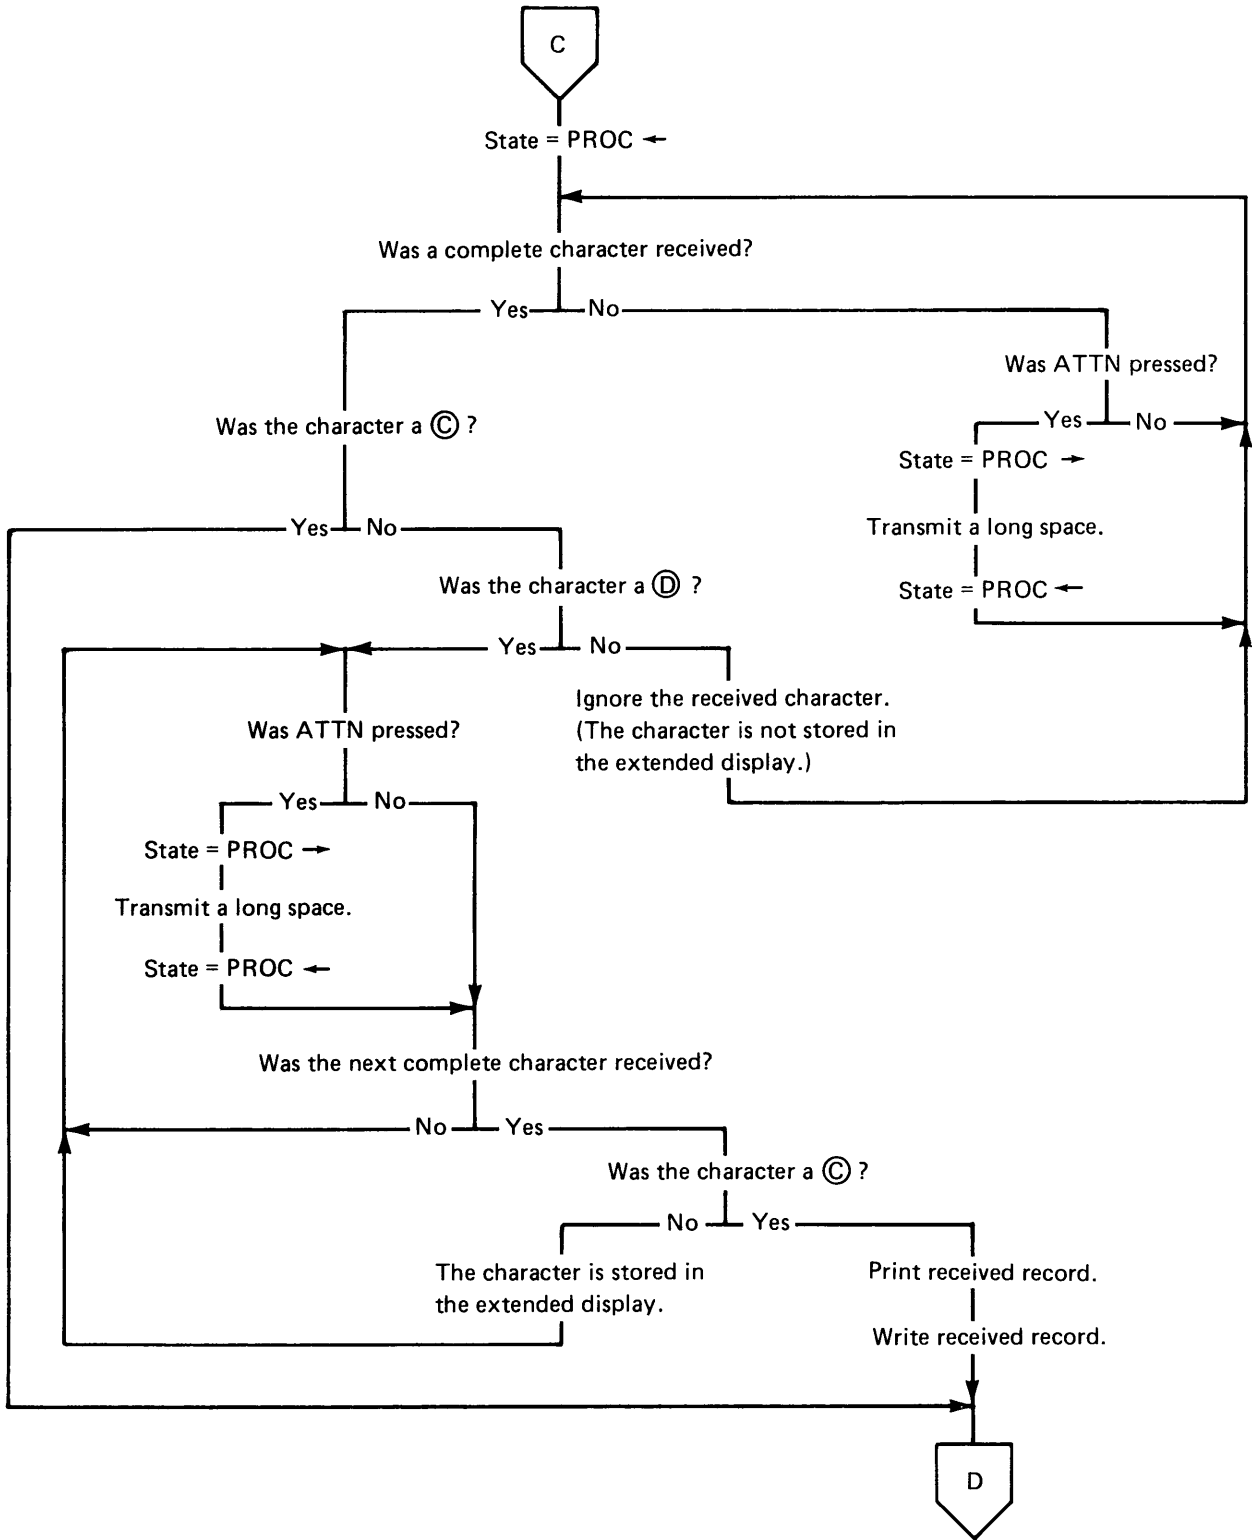 C
State = PROC ←
Was a complete character received?
Yes No
Was ATTN pressed?
Yes No
Was the character a Ⓒ ?
State = PROC →
Transmit a long space.
Yes No
Was the character a Ⓓ ?
State = PROC ←
Yes No
Ignore the received character.
(The character is not stored in
the extended display.)
Was ATTN pressed?
Yes No
State = PROC →
Transmit a long space.
State = PROC ←
Was the next complete character received?
No Yes
Was the character a Ⓒ ?
No Yes
The character is stored in
the extended display.
Print received record.
Write received record.
D